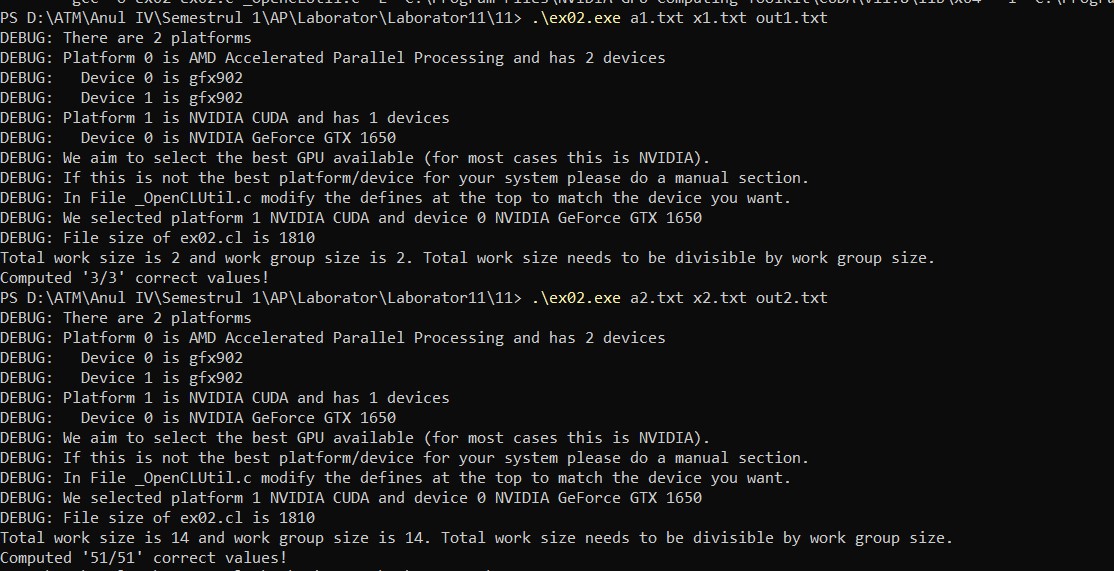 PS D:\ATM\Anul IV\Semestrul 1\AP\Laborator\Laborator11\11> .\ex02.exe a1.txt x1.txt out1.txt
DEBUG: There are 2 platforms
DEBUG: Platform 0 is AMD Accelerated Parallel Processing and has 2 devices
DEBUG:   Device 0 is gfx902
DEBUG:   Device 1 is gfx902
DEBUG: Platform 1 is NVIDIA CUDA and has 1 devices
DEBUG:   Device 0 is NVIDIA GeForce GTX 1650
DEBUG: We aim to select the best GPU available (for most cases this is NVIDIA).
DEBUG: If this is not the best platform/device for your system please do a manual section.
DEBUG: In File _OpenCLUtil.c modify the defines at the top to match the device you want.
DEBUG: We selected platform 1 NVIDIA CUDA and device 0 NVIDIA GeForce GTX 1650
DEBUG: File size of ex02.cl is 1810
Total work size is 2 and work group size is 2. Total work size needs to be divisible by work group size.
Computed '3/3' correct values!
PS D:\ATM\Anul IV\Semestrul 1\AP\Laborator\Laborator11\11> .\ex02.exe a2.txt x2.txt out2.txt
DEBUG: There are 2 platforms
DEBUG: Platform 0 is AMD Accelerated Parallel Processing and has 2 devices
DEBUG:   Device 0 is gfx902
DEBUG:   Device 1 is gfx902
DEBUG: Platform 1 is NVIDIA CUDA and has 1 devices
DEBUG:   Device 0 is NVIDIA GeForce GTX 1650
DEBUG: We aim to select the best GPU available (for most cases this is NVIDIA).
DEBUG: If this is not the best platform/device for your system please do a manual section.
DEBUG: In File _OpenCLUtil.c modify the defines at the top to match the device you want.
DEBUG: We selected platform 1 NVIDIA CUDA and device 0 NVIDIA GeForce GTX 1650
DEBUG: File size of ex02.cl is 1810
Total work size is 14 and work group size is 14. Total work size needs to be divisible by work group size.
Computed '51/51' correct values!